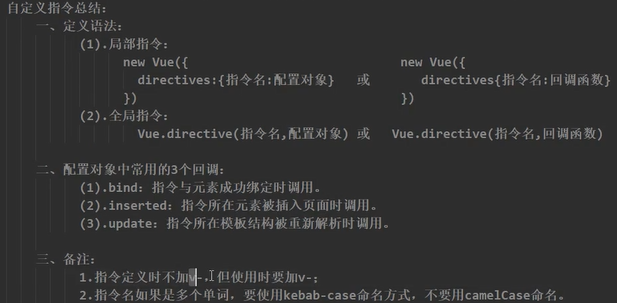 自定义指令总结:
一、定义语法:
(1).局部指令:
new Vue({ new Vue({
directives:{指令名:配置对象} 或 directives{指令名:回调函数}
}) })
(2).全局指令:
Vue.directive(指令名,配置对象) 或 Vue.directive(指令名,回调函数)
二、配置对象中常用的3个回调:
(1).bind: 指令与元素成功绑定时调用。
(2).inserted: 指令所在元素被插入页面时调用。
(3).update: 指令所在模板结构被重新解析时调用。
三、备注:
1.指令定义时不加v-,但使用时要加v-;
2.指令名如果是多个单词，要使用kebab-case命名方式，不要用camelCase命名。